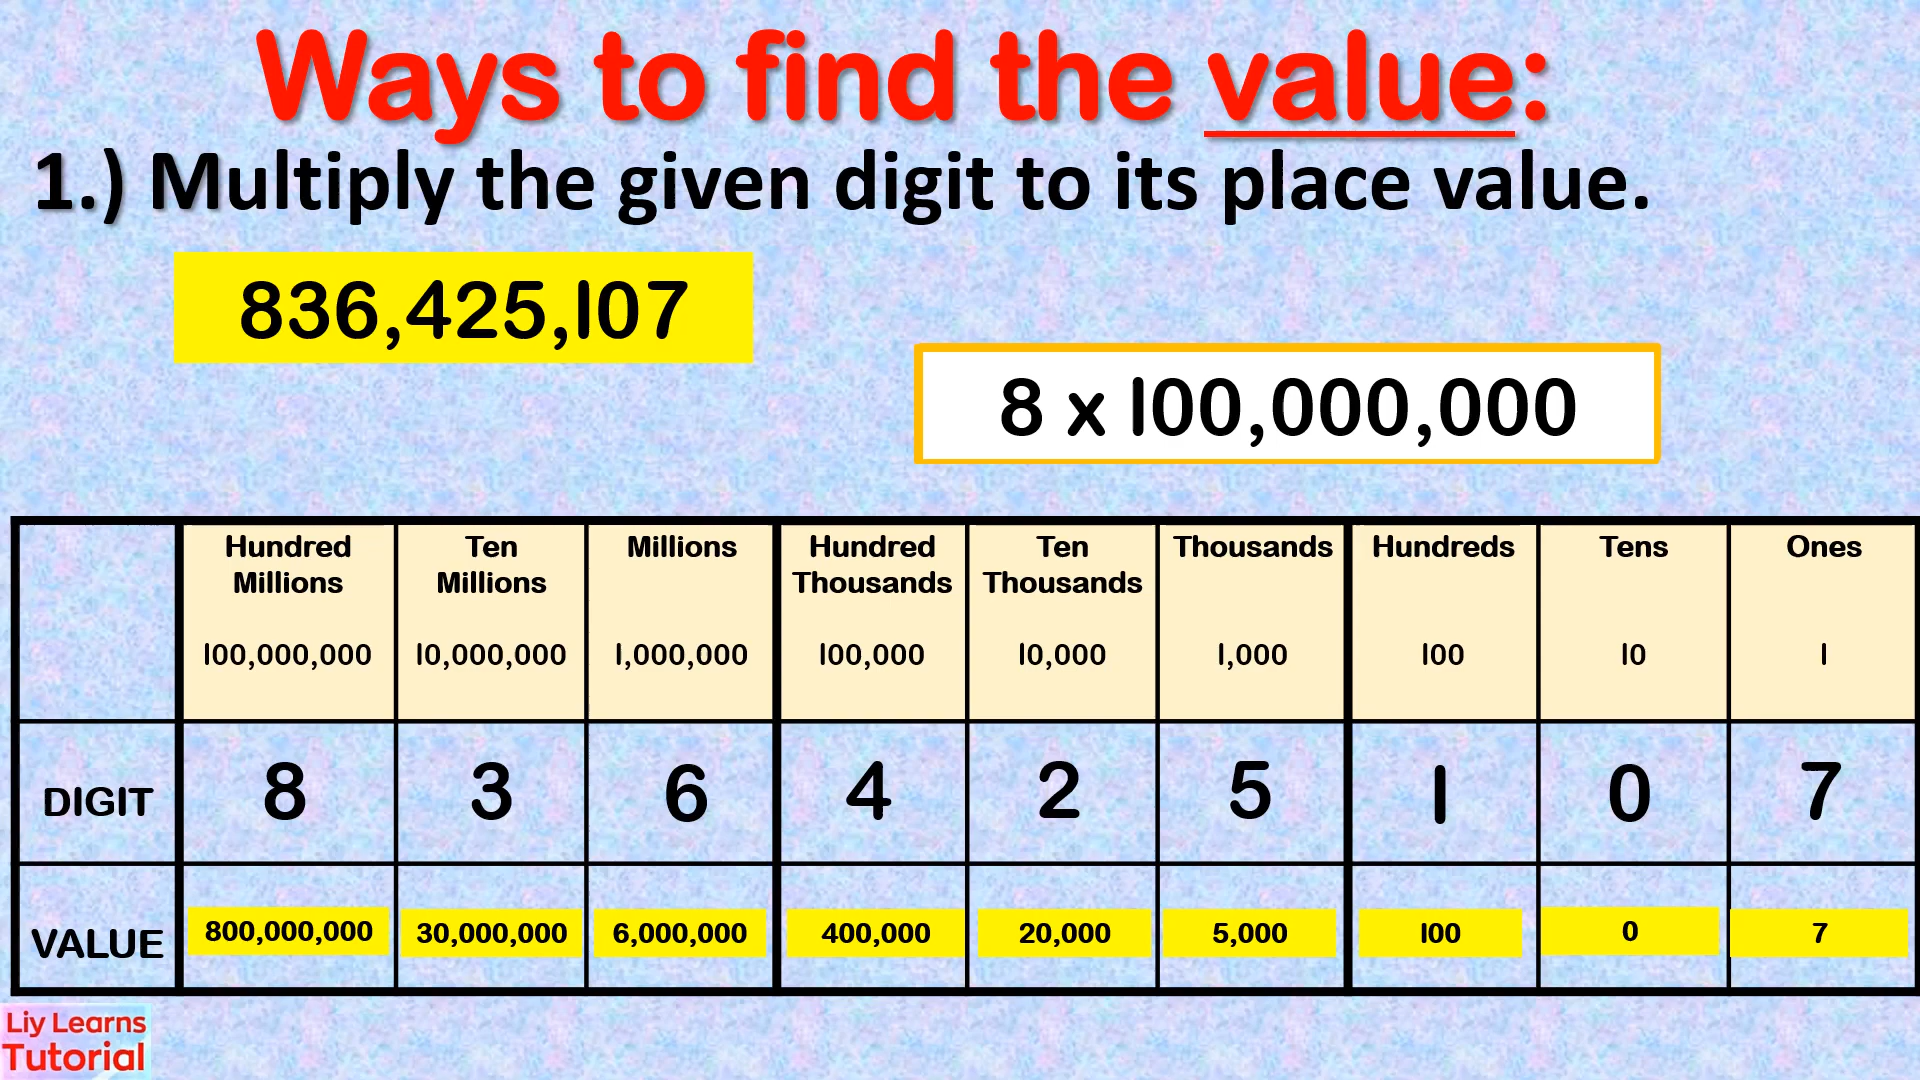 Ways to find the value:
1.) Multiply the given digit to its place value.
836,425,107
8 x 100,000,000
Hundred Millions Ten Millions Millions Hundred Thousands Ten Thousands Thousands Hundreds Tens Ones
100,000,000 10,000,000 1,000,000 100,000 10,000 1,000 100 10 1
DIGIT 8 3 6 4 2 5 1 0 7
VALUE 800,000,000 30,000,000 6,000,000 400,000 20,000 5,000 100 0 7
Liy Learns
Tutorial